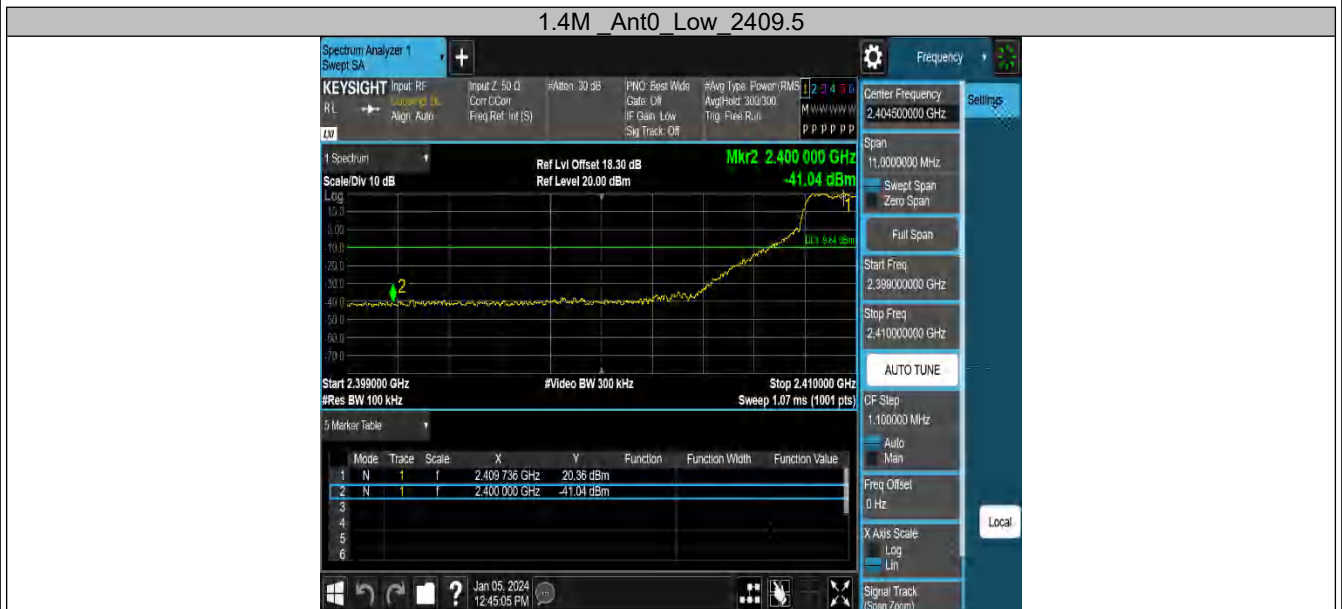 1.4M _Ant0_Low_2409.5
Spectrum Analyzer 1
Swept SA
+
Frequency
KEYSIGHT
RL
LXI
Input: RF
Align: Auto
Input Z: 50 Ω
Corr CCorr
Freq Ref: Int (S)
#Atten: 30 dB
PNO: Best Wide
Gate: Off
IF Gain: Low
Sig Track: Off
#Avg Type: Power (RMS
Avg|Hold: 300/300
Trig: Free Run
1 2 3 4 5 6
M W W W W W
P P P P P P
1 Spectrum
Scale/Div 10 dB
Ref Lvl Offset 18.30 dB
Ref Level 20.00 dBm
Mkr2 2.400 000 GHz
-41.04 dBm
Log
10.0
0.00
-10.0
-20.0
-30.0
-40.0
-50.0
-60.0
-70.0
1
2
DL1 -9.64 dBm
Start 2.399000 GHz
#Video BW 300 kHz
Stop 2.410000 GHz
#Res BW 100 kHz
Sweep 1.07 ms (1001 pts)
5 Marker Table
Mode Trace Scale X Y Function Function Width Function Value
1 N 1 f 2.409 736 GHz 20.36 dBm
2 N 1 f 2.400 000 GHz -41.04 dBm
3
4
5
6
?
Jan 05, 2024
12:45:05 PM
Center Frequency
2.404500000 GHz
Span
11.0000000 MHz
Swept Span
Zero Span
Full Span
Start Freq
2.399000000 GHz
Stop Freq
2.410000000 GHz
AUTO TUNE
CF Step
1.100000 MHz
Auto
Man
Freq Offset
0 Hz
X Axis Scale
Log
Lin
Signal Track
(Span Zoom)
Settings
Local